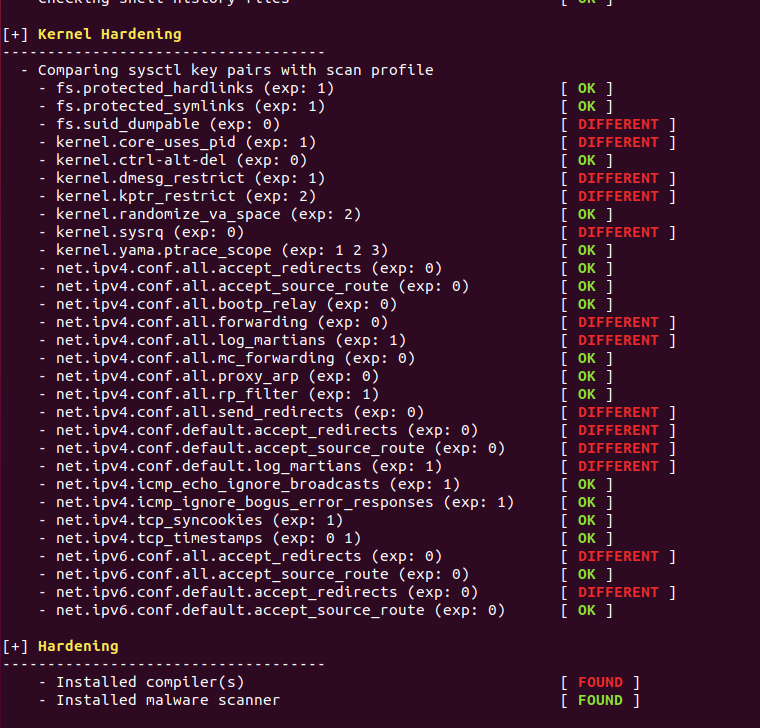 - Checking shell history files [ OK ]
[+] Kernel Hardening
------------------------------------
- Comparing sysctl key pairs with scan profile
- fs.protected_hardlinks (exp: 1) [ OK ]
- fs.protected_symlinks (exp: 1) [ OK ]
- fs.suid_dumpable (exp: 0) [ DIFFERENT ]
- kernel.core_uses_pid (exp: 1) [ DIFFERENT ]
- kernel.ctrl-alt-del (exp: 0) [ OK ]
- kernel.dmesg_restrict (exp: 1) [ DIFFERENT ]
- kernel.kptr_restrict (exp: 2) [ DIFFERENT ]
- kernel.randomize_va_space (exp: 2) [ OK ]
- kernel.sysrq (exp: 0) [ DIFFERENT ]
- kernel.yama.ptrace_scope (exp: 1 2 3) [ OK ]
- net.ipv4.conf.all.accept_redirects (exp: 0) [ OK ]
- net.ipv4.conf.all.accept_source_route (exp: 0) [ OK ]
- net.ipv4.conf.all.bootp_relay (exp: 0) [ OK ]
- net.ipv4.conf.all.forwarding (exp: 0) [ DIFFERENT ]
- net.ipv4.conf.all.log_martians (exp: 1) [ DIFFERENT ]
- net.ipv4.conf.all.mc_forwarding (exp: 0) [ OK ]
- net.ipv4.conf.all.proxy_arp (exp: 0) [ OK ]
- net.ipv4.conf.all.rp_filter (exp: 1) [ OK ]
- net.ipv4.conf.all.send_redirects (exp: 0) [ DIFFERENT ]
- net.ipv4.conf.default.accept_redirects (exp: 0) [ DIFFERENT ]
- net.ipv4.conf.default.accept_source_route (exp: 0) [ DIFFERENT ]
- net.ipv4.conf.default.log_martians (exp: 1) [ DIFFERENT ]
- net.ipv4.icmp_echo_ignore_broadcasts (exp: 1) [ OK ]
- net.ipv4.icmp_ignore_bogus_error_responses (exp: 1) [ OK ]
- net.ipv4.tcp_syncookies (exp: 1) [ OK ]
- net.ipv4.tcp_timestamps (exp: 0 1) [ OK ]
- net.ipv6.conf.all.accept_redirects (exp: 0) [ DIFFERENT ]
- net.ipv6.conf.all.accept_source_route (exp: 0) [ OK ]
- net.ipv6.conf.default.accept_redirects (exp: 0) [ DIFFERENT ]
- net.ipv6.conf.default.accept_source_route (exp: 0) [ OK ]
[+] Hardening
------------------------------------
- Installed compiler(s) [ FOUND ]
- Installed malware scanner [ FOUND ]